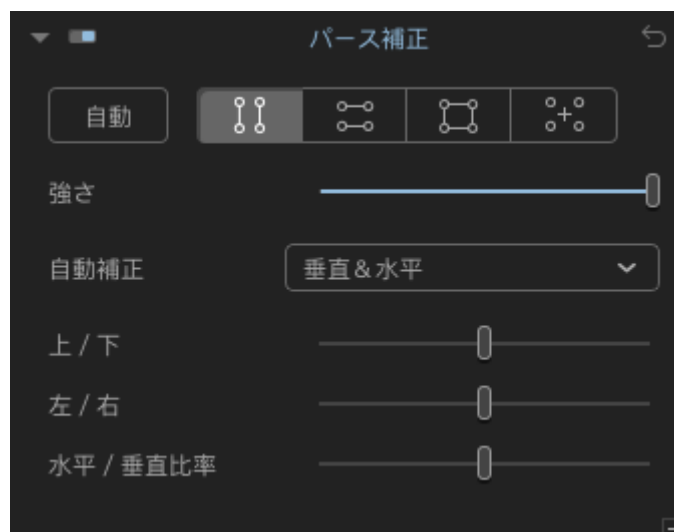 パース補正
自動
強さ
自動補正 垂直&水平
上 / 下
左 / 右
水平 / 垂直比率